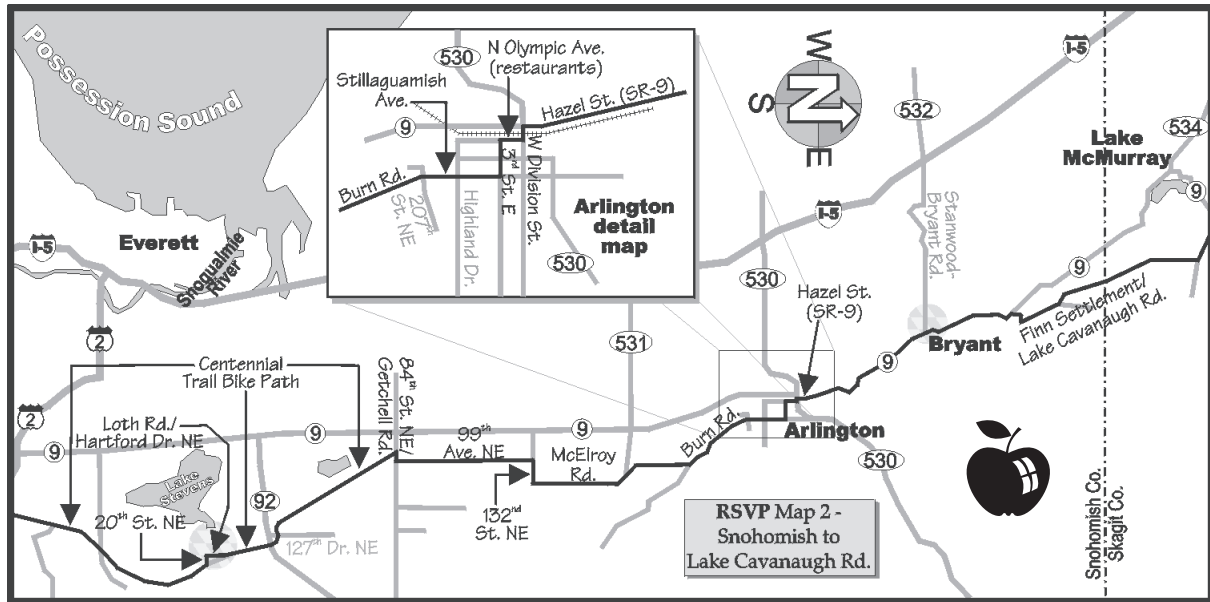 Possession Sound
530
N Olympic Ave.
(restaurants)
Stillaguamish
Ave.
Hazel St. (SR-9)
9
Burn Rd.
207th
St. NE
Highland Dr.
3rd St. E
W Division St.
Arlington
detail
map
530
W
N
S
E
I-5
532
534
Lake
McMurray
9
I-5
Stanwood-
Bryant Rd.
Everett
I-5
Snoqualmie
River
2
530
Hazel St.
(SR-9)
9
Finn Settlement/
Lake Cavanaugh Rd.
Bryant
9
531
Centennial
Trail Bike Path
84th St. NE/
Getchell Rd.
2
Loth Rd./
Hartford Dr. NE
9
9
99th
Ave. NE
9
McElroy
Rd.
Burn Rd.
Arlington
530
Lake
Stevens
92
20th St. NE
127th Dr. NE
132nd
St. NE
RSVP Map 2 -
Snohomish to
Lake Cavanaugh Rd.
Snohomish Co.
Skagit Co.